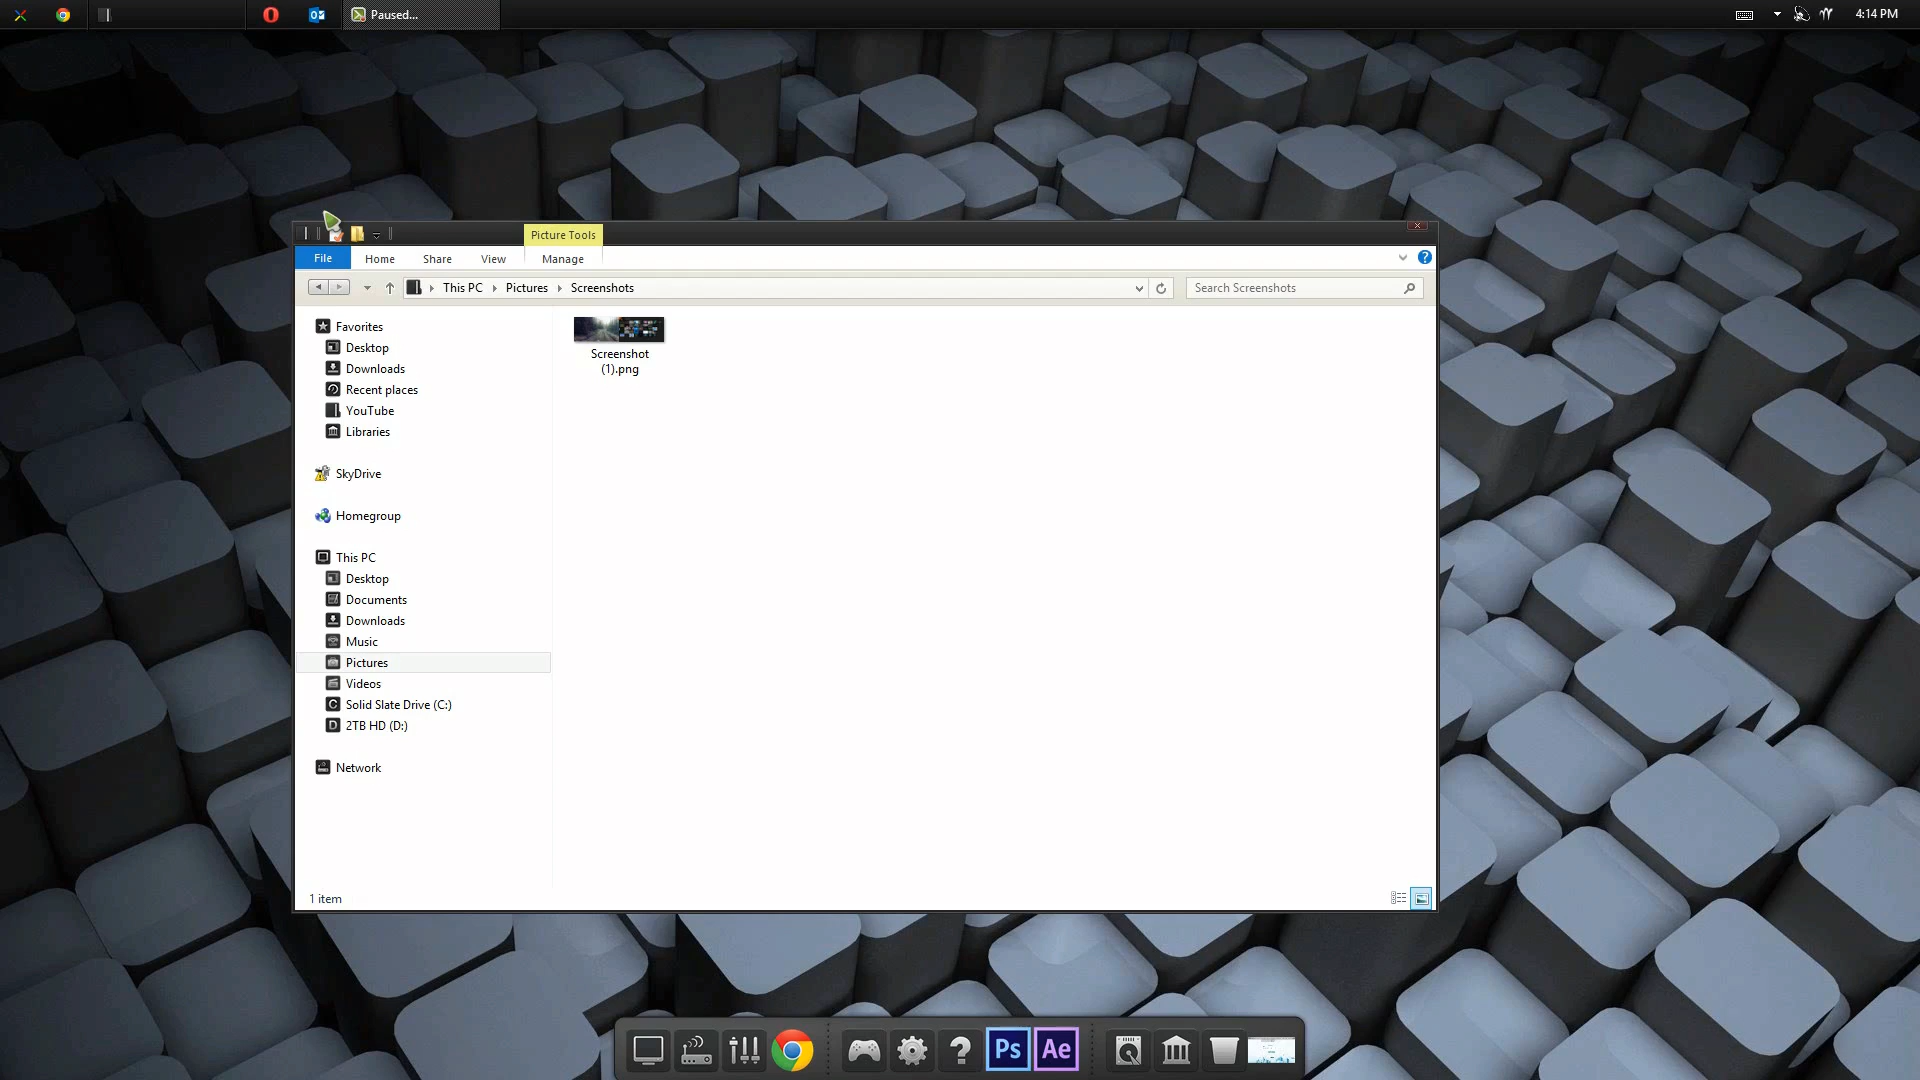 Paused...
4:14 PM
Picture Tools
File
Home
Share
View
Manage
?
This PC
Pictures
Screenshots
Search Screenshots
Favorites
Desktop
Downloads
Recent places
YouTube
Libraries
SkyDrive
Homegroup
This PC
Desktop
Documents
Downloads
Music
Pictures
Videos
C Solid Slate Drive (C:)
D 2TB HD (D:)
Network
Screenshot
(1).png
1 item
?
Ps
Ae